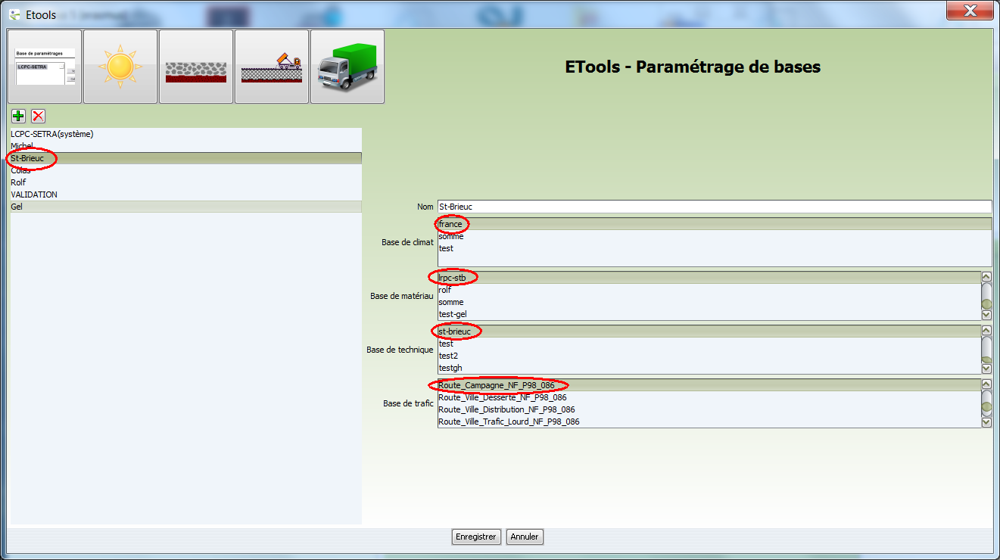 Etools
Base de paramétrages
LCPC-SETRA
ETools - Paramétrage de bases
LCPC-SETRA(système)
Michel
St-Brieuc
Colas
Rolf
VALIDATION
Gel
Nom St-Brieuc
Base de climat
france
somme
test
Base de matériau
lrpc-stb
rolf
somme
test-gel
Base de technique
st-brieuc
test
test2
testgh
Base de trafic
Route_Campagne_NF_P98_086
Route_Ville_Desserte_NF_P98_086
Route_Ville_Distribution_NF_P98_086
Route_Ville_Trafic_Lourd_NF_P98_086
Enregistrer Annuler